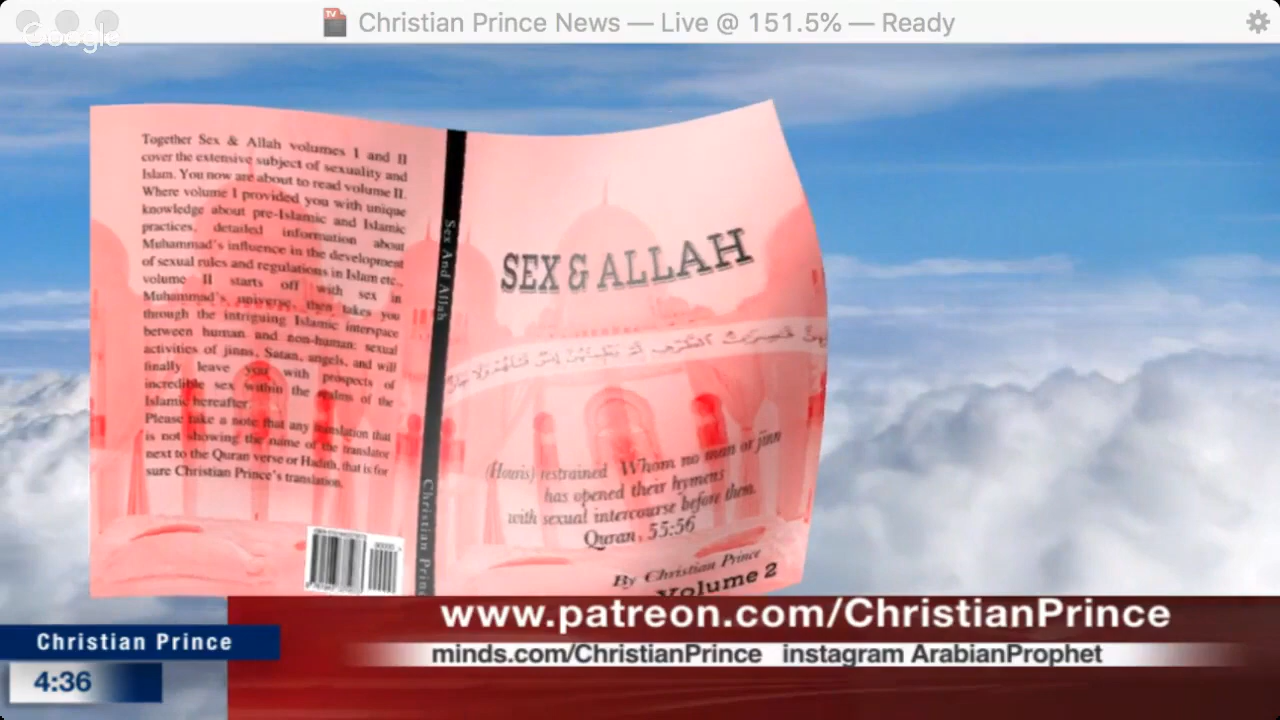 Christian Prince News — Live @ 151.5% — Ready
Google
Together Sex & Allah volumes I and II
cover the extensive subject of sexuality and
Islam. You now are about to read volume II.
Where volume I provided you with unique
knowledge about pre-Islamic and Islamic
practices, detailed information about
Muhammad's influence in the development
of sexual rules and regulations in Islam etc.,
volume II starts off with sex in
Muhammad's universe, then takes you
through the intriguing Islamic interspace
between human and non-human: sexual
activities of jinns, Satan, angels, and will
finally leave you with prospects of
incredible sex within the realms of the
Islamic hereafter.
Please take a note that any translation that
is not showing the name of the translator
next to the Quran verse or Hadith, that is for
sure Christian Prince's translation.
Sex And Allah
Christian Prin
SEX & ALLAH
(Houris) restrained Whom no man or jinn
has opened their hymens
with sexual intercourse before them.
Quran, 55:56
By Christian Prince
Volume 2
www.patreon.com/ChristianPrince
minds.com/ChristianPrince instagram ArabianProphet
Christian Prince
4:36